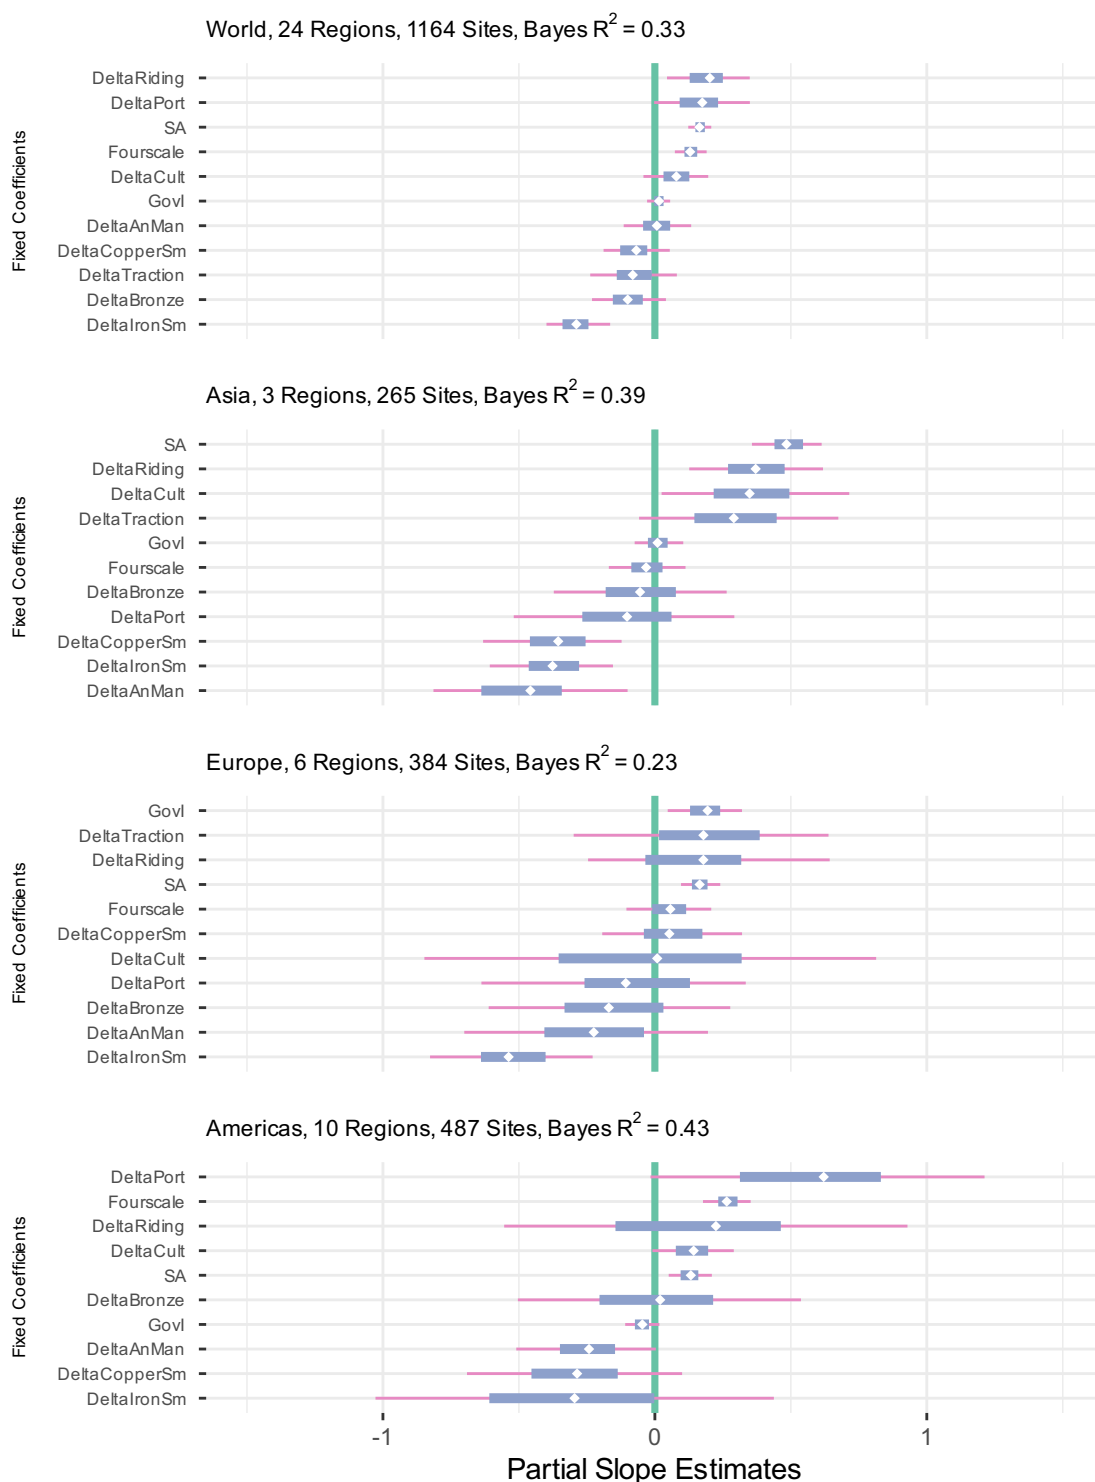 World, 24 Regions, 1164 Sites, Bayes R² = 0.33
Fixed Coefficients
DeltaRiding
DeltaPort
SA
Fourscale
DeltaCult
GovI
DeltaAnMan
DeltaCopperSm
DeltaTraction
DeltaBronze
DeltaIronSm
Asia, 3 Regions, 265 Sites, Bayes R² = 0.39
Fixed Coefficients
SA
DeltaRiding
DeltaCult
DeltaTraction
GovI
Fourscale
DeltaBronze
DeltaPort
DeltaCopperSm
DeltaIronSm
DeltaAnMan
Europe, 6 Regions, 384 Sites, Bayes R² = 0.23
Fixed Coefficients
GovI
DeltaTraction
DeltaRiding
SA
Fourscale
DeltaCopperSm
DeltaCult
DeltaPort
DeltaBronze
DeltaAnMan
DeltaIronSm
Americas, 10 Regions, 487 Sites, Bayes R² = 0.43
Fixed Coefficients
DeltaPort
Fourscale
DeltaRiding
DeltaCult
SA
DeltaBronze
GovI
DeltaAnMan
DeltaCopperSm
DeltaIronSm
-1 0 1
Partial Slope Estimates